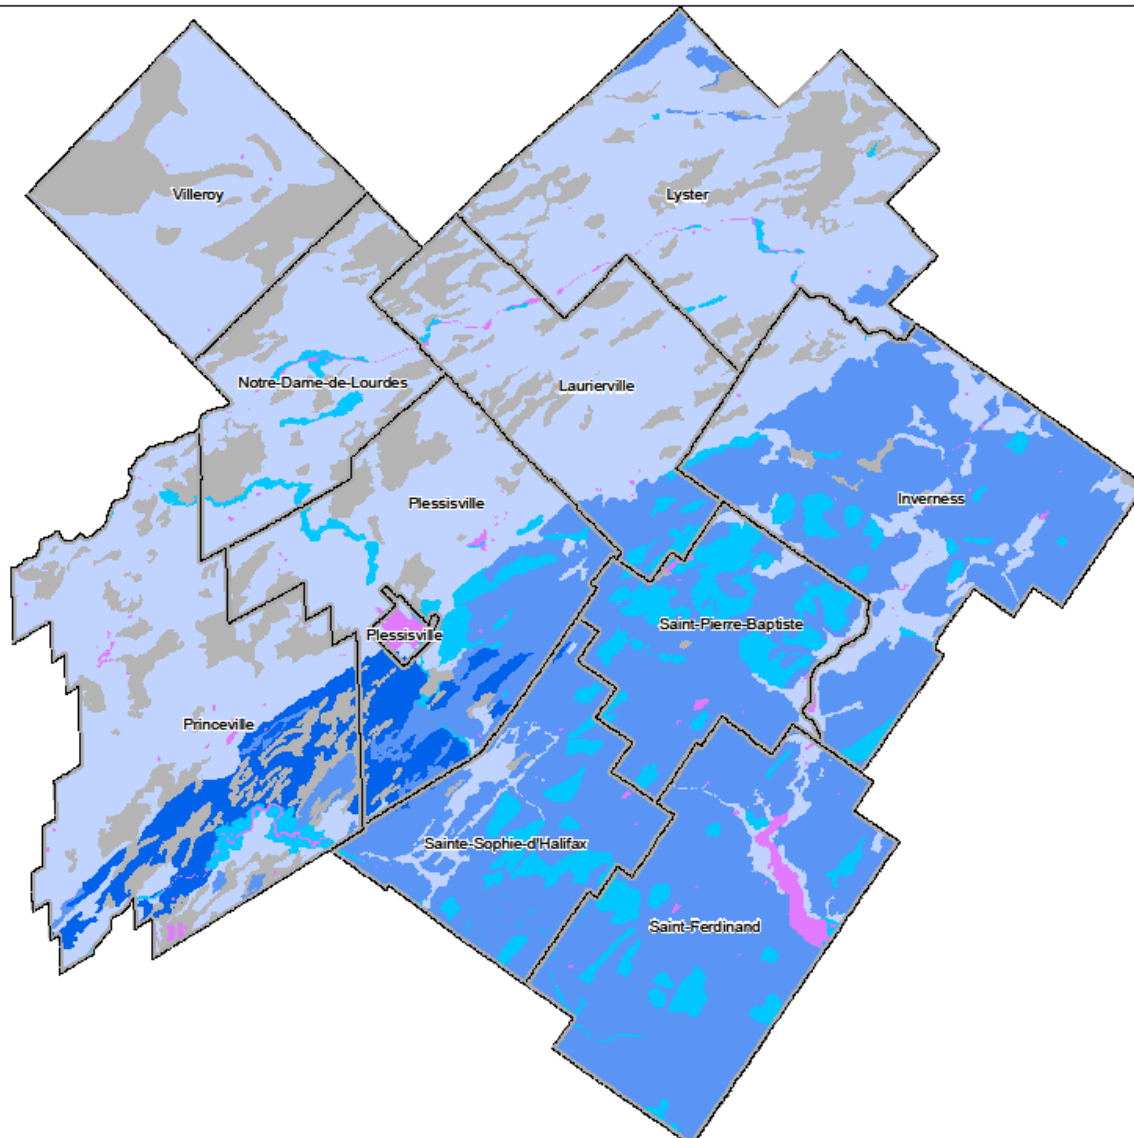 Villeroy
Lyster
Notre-Dame-de-Lourdes
Laurierville
Plessisville
Inverness
Saint-Pierre-Baptiste
Plessisville
Princeville
Sainte-Sophie-d'Halifax
Saint-Ferdinand